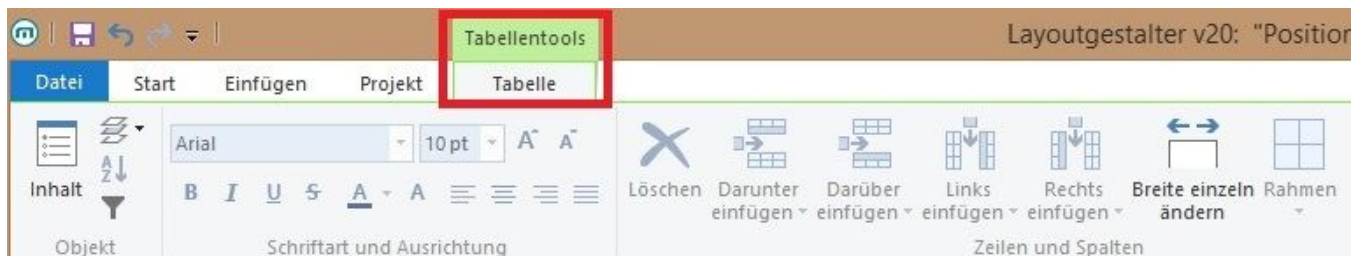 Tabellentools
Layoutgestalter v20: "Position
Datei Start Einfügen Projekt Tabelle
Arial 10 pt A A
Inhalt
B I U S A A
Löschen
Darunter einfügen
Darüber einfügen
Links einfügen
Rechts einfügen
Breite einzeln ändern
Rahmen
Objekt Schriftart und Ausrichtung Zeilen und Spalten